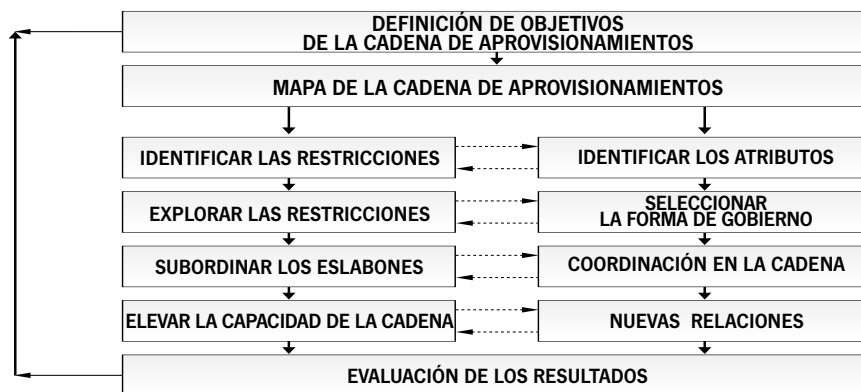 DEFINICIÓN DE OBJETIVOS
DE LA CADENA DE APROVISIONAMIENTOS
MAPA DE LA CADENA DE APROVISIONAMIENTOS
IDENTIFICAR LAS RESTRICCIONES
IDENTIFICAR LOS ATRIBUTOS
EXPLORAR LAS RESTRICCIONES
SELECCIONAR
LA FORMA DE GOBIERNO
SUBORDINAR LOS ESLABONES
COORDINACIÓN EN LA CADENA
ELEVAR LA CAPACIDAD DE LA CADENA
NUEVAS RELACIONES
EVALUACIÓN DE LOS RESULTADOS